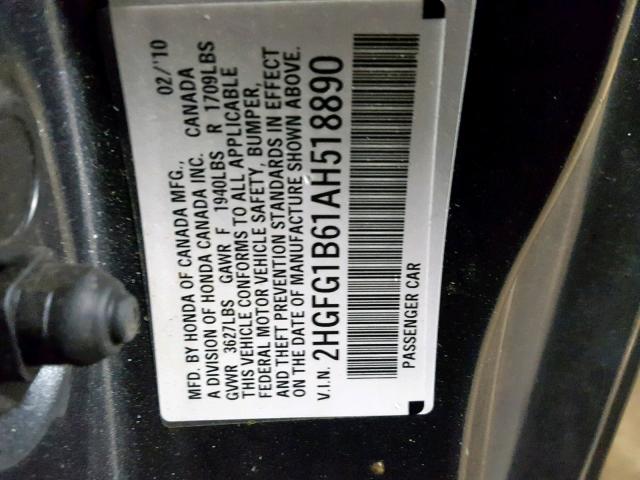 MFD. BY HONDA OF CANADA MFG., 02/'10
A DIVISION OF HONDA CANADA INC. CANADA
GVWR 3627LBS GAWR F 1940LBS R 1709LBS
THIS VEHICLE CONFORMS TO ALL APPLICABLE
FEDERAL MOTOR VEHICLE SAFETY, BUMPER,
AND THEFT PREVENTION STANDARDS IN EFFECT
ON THE DATE OF MANUFACTURE SHOWN ABOVE.
V.I.N. 2HGFG1B61AH518890
PASSENGER CAR